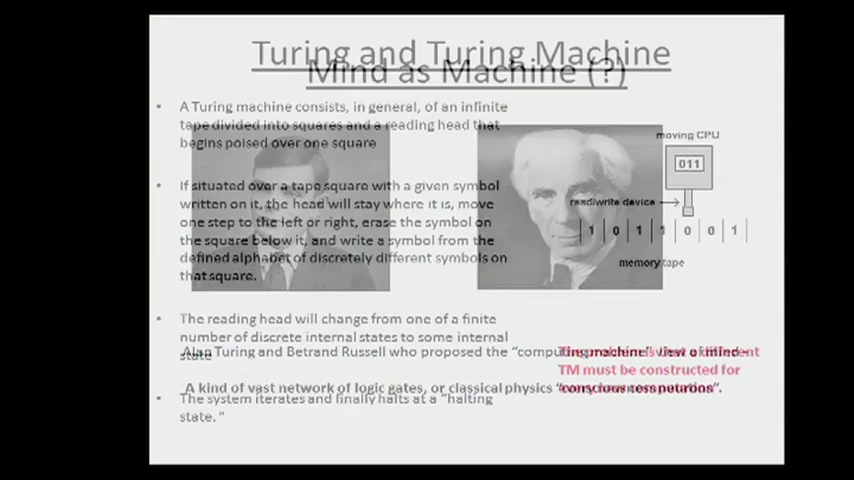 Turing and Turing Machine
Mind as Machine (?)
• A Turing machine consists, in general, of an infinite
tape divided into squares and a reading head that
begins poised over one square
• If situated over a tape square with a given symbol
written on it, the head will stay where it is, move
one step to the left or right, erase the symbol on
the square below it, and write a symbol from the
defined alphabet of discretely different symbols on
that square.
• The reading head will change from one of a finite
number of discrete internal states to some internal
state
• The system iterates and finally halts at a "halting
state. "
moving CPU
011
read/write device
1 0 1 1 0 0 1
memory tape
Alan Turing and Betrand Russell who proposed the "computing machine" view of mind -
A kind of vast network of logic gates, or classical physics "conscious neurons".
TM must be constructed for